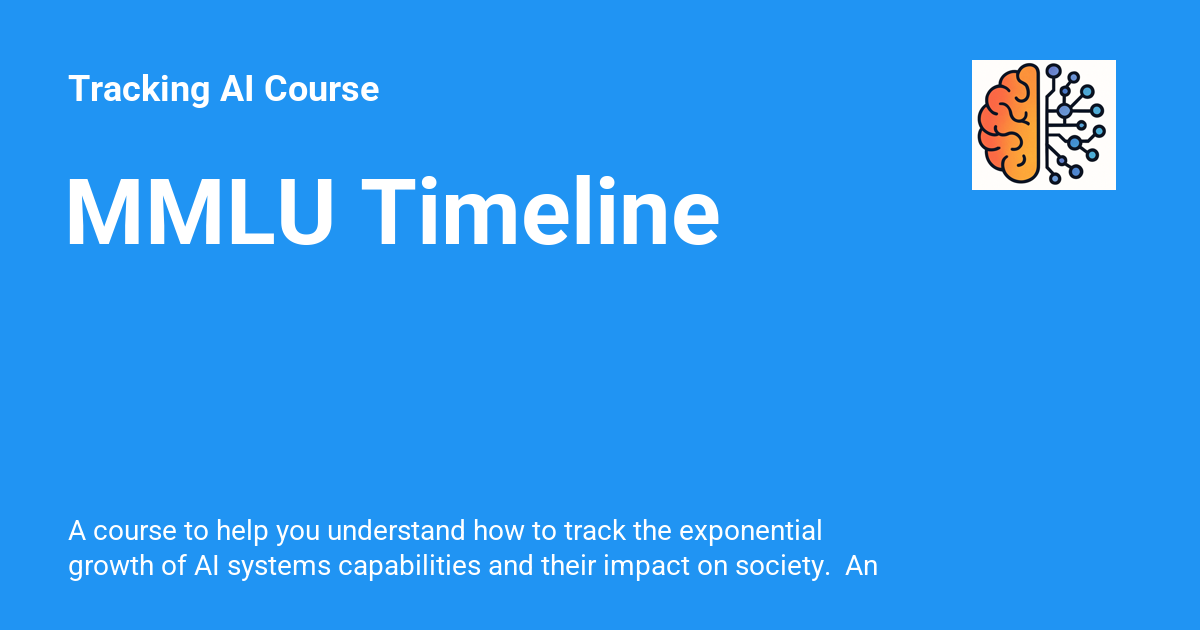 Tracking AI Course
MMLU Timeline
A course to help you understand how to track the exponential
growth of AI systems capabilities and their impact on society.  An